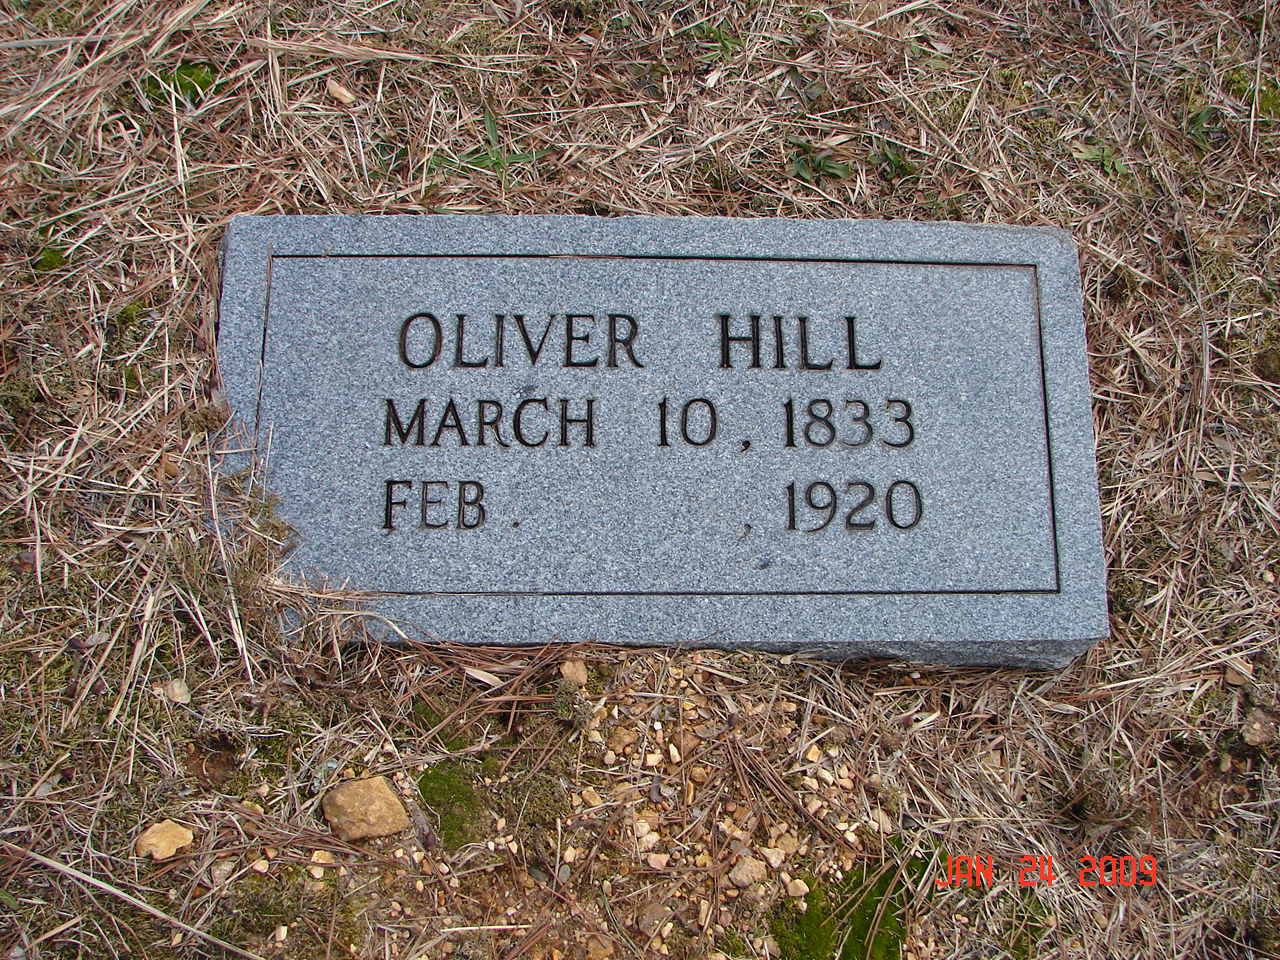 OLIVER HILL
MARCH 10, 1833
FEB. , 1920
JAN 24 2009